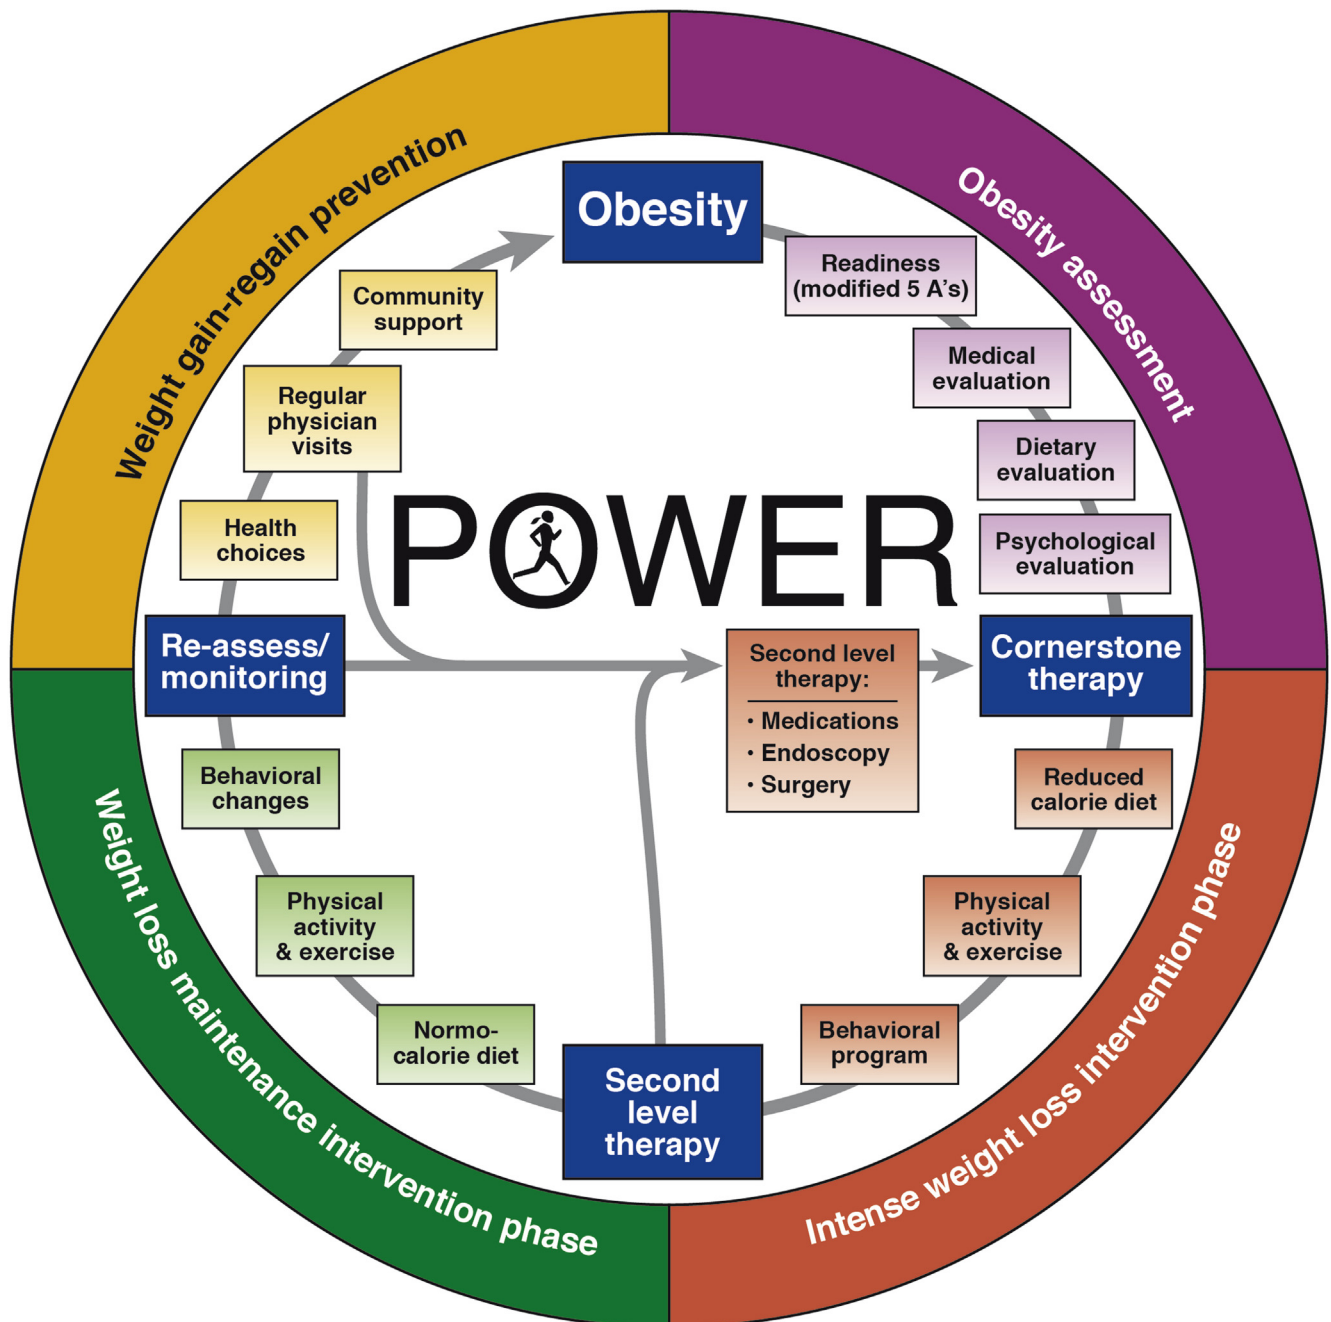 Weight gain-regain prevention
Obesity assessment
Obesity
Readiness
(modified 5 A's)
Medical
evaluation
Dietary
evaluation
Psychological
evaluation
Community
support
Regular
physician
visits
Health
choices
POWER
Re-assess/
monitoring
Second level
therapy:
• Medications
• Endoscopy
• Surgery
Cornerstone
therapy
Reduced
calorie diet
Physical
activity
& exercise
Behavioral
program
Second
level
therapy
Normo-
calorie diet
Physical
activity
& exercise
Behavioral
changes
Weight loss maintenance intervention phase
Intense weight loss intervention phase